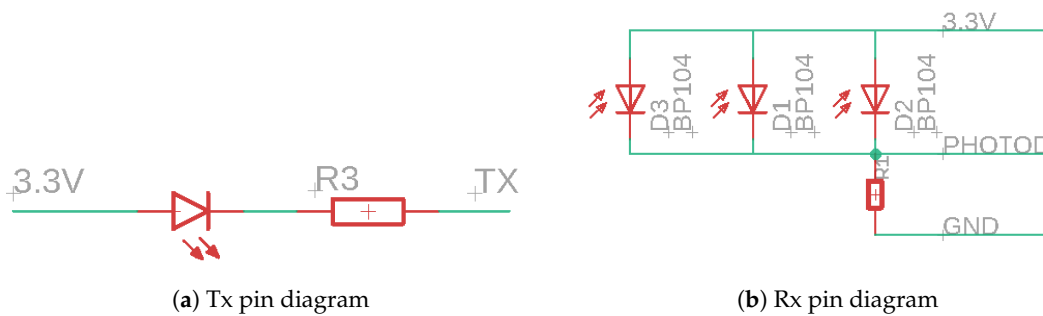 3.3V
R3
TX
(a) Tx pin diagram
3.3V
D3
BP104
D1
BP104
D2
BP104
PHOTOD
R1
GND
(b) Rx pin diagram